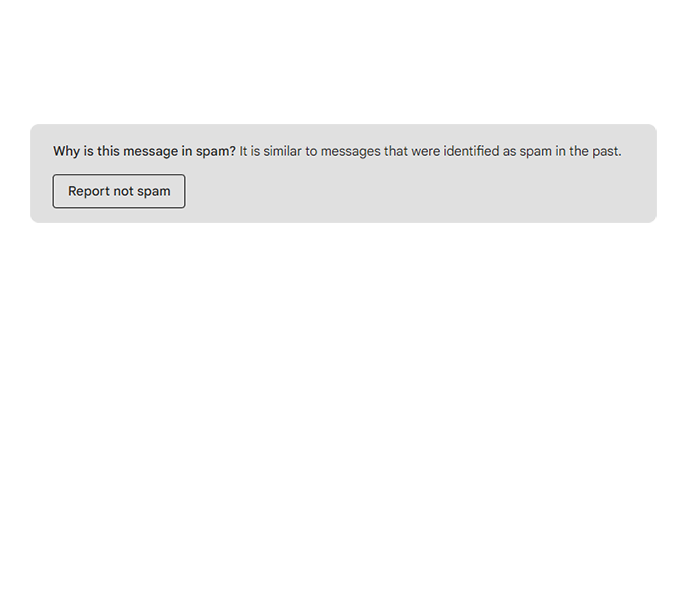 Why is this message in spam? It is similar to messages that were identified as spam in the past.
Report not spam